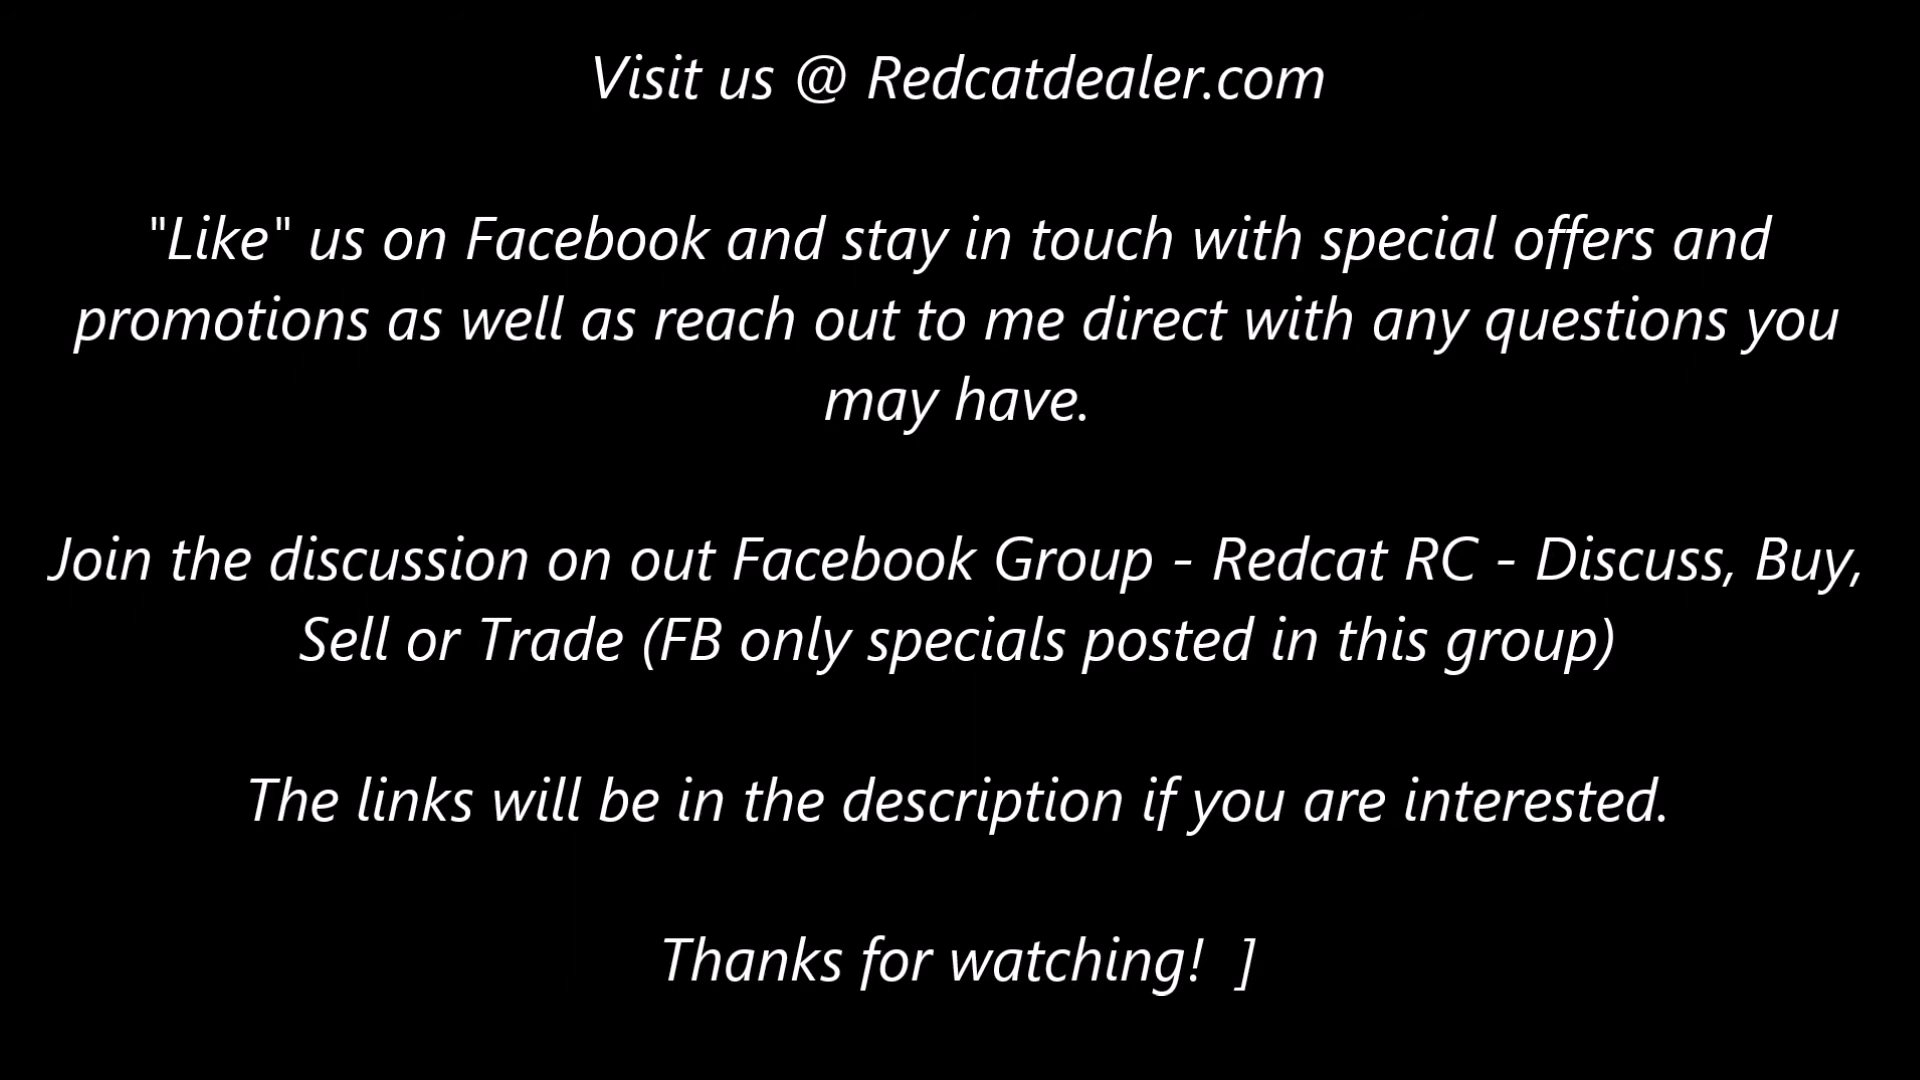 Visit us @ Redcatdealer.com
"Like" us on Facebook and stay in touch with special offers and
promotions as well as reach out to me direct with any questions you
may have.
Join the discussion on out Facebook Group - Redcat RC - Discuss, Buy,
Sell or Trade (FB only specials posted in this group)
The links will be in the description if you are interested.
Thanks for watching!  ]